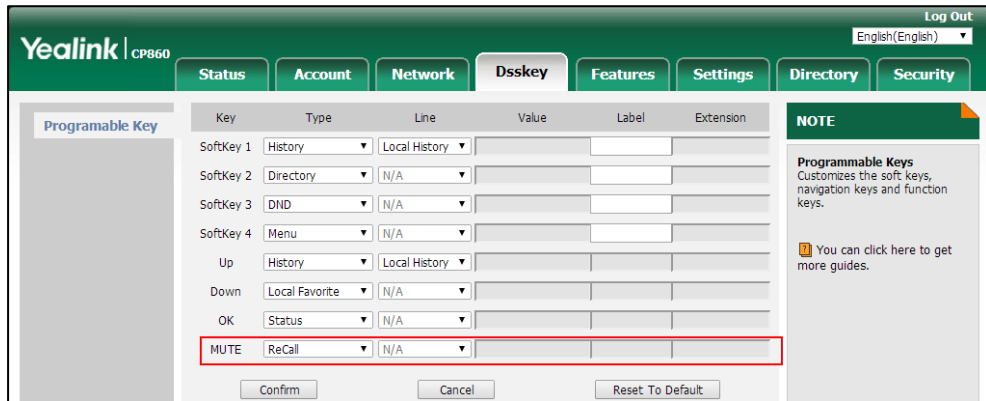 Log Out
Yealink CP860
English(English)
Status Account Network Dsskey Features Settings Directory Security
Programable Key
Key Type Line Value Label Extension
SoftKey 1 History Local History
SoftKey 2 Directory N/A
SoftKey 3 DND N/A
SoftKey 4 Menu N/A
Up History Local History
Down Local Favorite N/A
OK Status N/A
MUTE ReCall N/A
Confirm Cancel Reset To Default
NOTE
Programmable Keys
Customizes the soft keys,
navigation keys and function
keys.
You can click here to get
more guides.